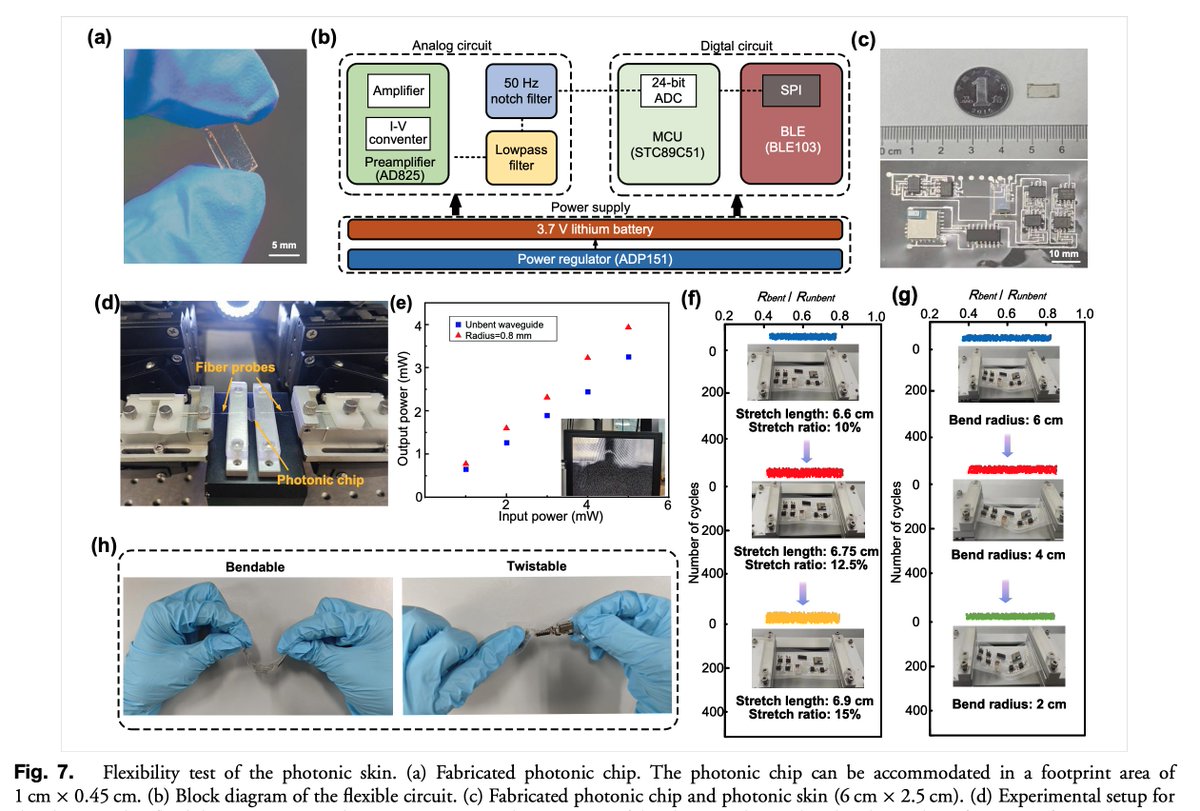 (a)
5 mm
(b)
Analog circuit
Digtal circuit
Amplifier
I-V
conventer
Preamplifier
(AD825)
50 Hz
notch filter
Lowpass
filter
24-bit
ADC
MCU
(STC89C51)
SPI
BLE
(BLE103)
Power supply
3.7 V lithium battery
Power regulator (ADP151)
(c)
1
0 cm 1 2 3 4 5 6
10 mm
(d)
Fiber probes
Photonic chip
(e)
Output power (mW)
4
3
2
1
0
Unbent waveguide
Radius=0.8 mm
2 4 6
Input power (mW)
(f)
Rbent / Runbent
0.2 0.4 0.6 0.8 1.0
Number of cycles
0
200
Stretch length: 6.6 cm
Stretch ratio: 10%
400
0
200
Stretch length: 6.75 cm
Stretch ratio: 12.5%
400
0
200
Stretch length: 6.9 cm
Stretch ratio: 15%
400
(g)
Rbent / Runbent
0.2 0.4 0.6 0.8 1.0
Number of cycles
0
200
Bend radius: 6 cm
400
0
200
Bend radius: 4 cm
400
0
200
Bend radius: 2 cm
400
(h)
Bendable
Twistable
Fig. 7. Flexibility test of the photonic skin. (a) Fabricated photonic chip. The photonic chip can be accommodated in a footprint area of
1 cm × 0.45 cm. (b) Block diagram of the flexible circuit. (c) Fabricated photonic chip and photonic skin (6 cm × 2.5 cm). (d) Experimental setup for